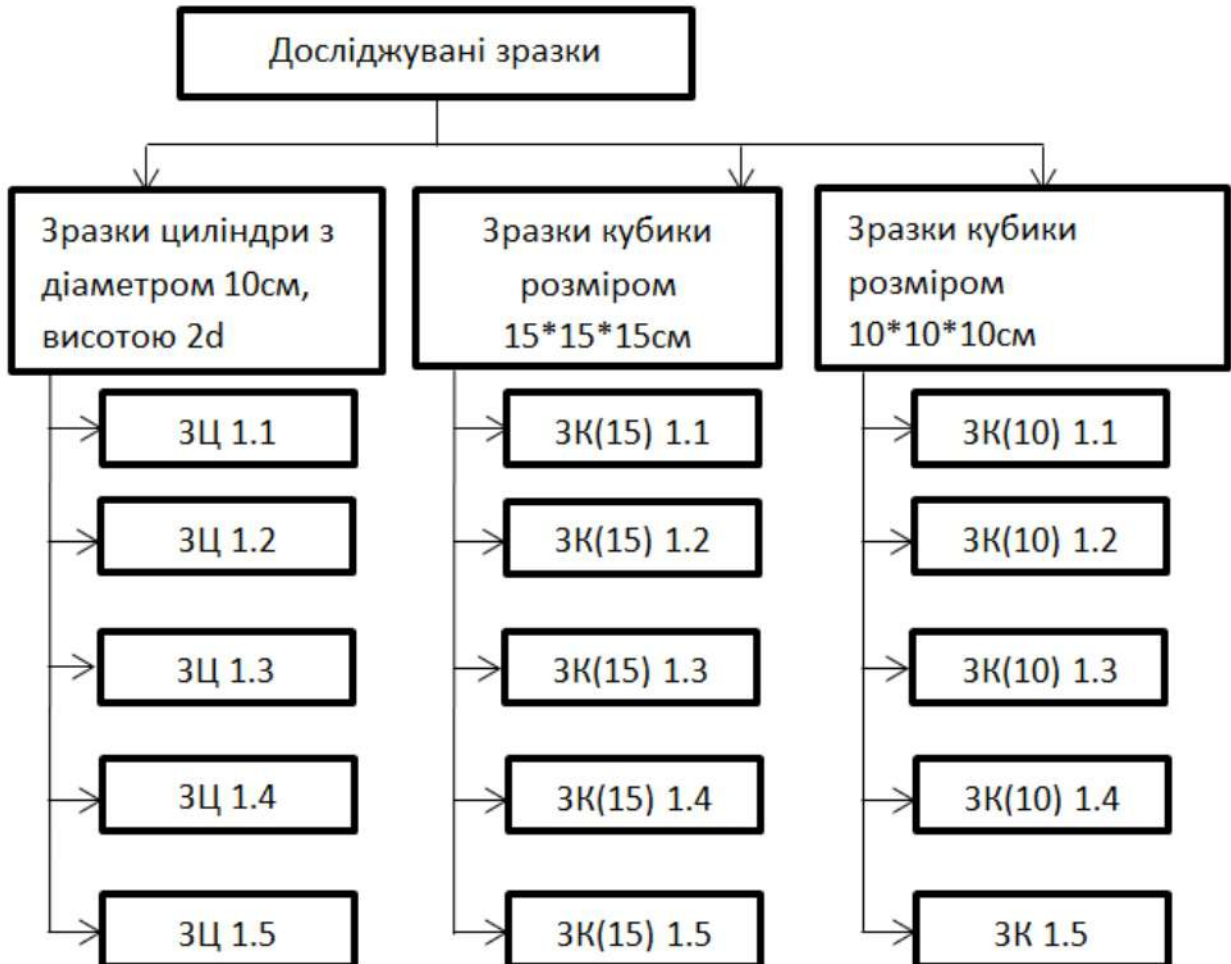 Досліджувані зразки
Зразки циліндри з
діаметром 10см,
висотою 2d
Зразки кубики
розміром
15*15*15см
Зразки кубики
розміром
10*10*10см
ЗЦ 1.1
ЗК(15) 1.1
ЗК(10) 1.1
ЗЦ 1.2
ЗК(15) 1.2
ЗК(10) 1.2
ЗЦ 1.3
ЗК(15) 1.3
ЗК(10) 1.3
ЗЦ 1.4
ЗК(15) 1.4
ЗК(10) 1.4
ЗЦ 1.5
ЗК(15) 1.5
ЗК 1.5